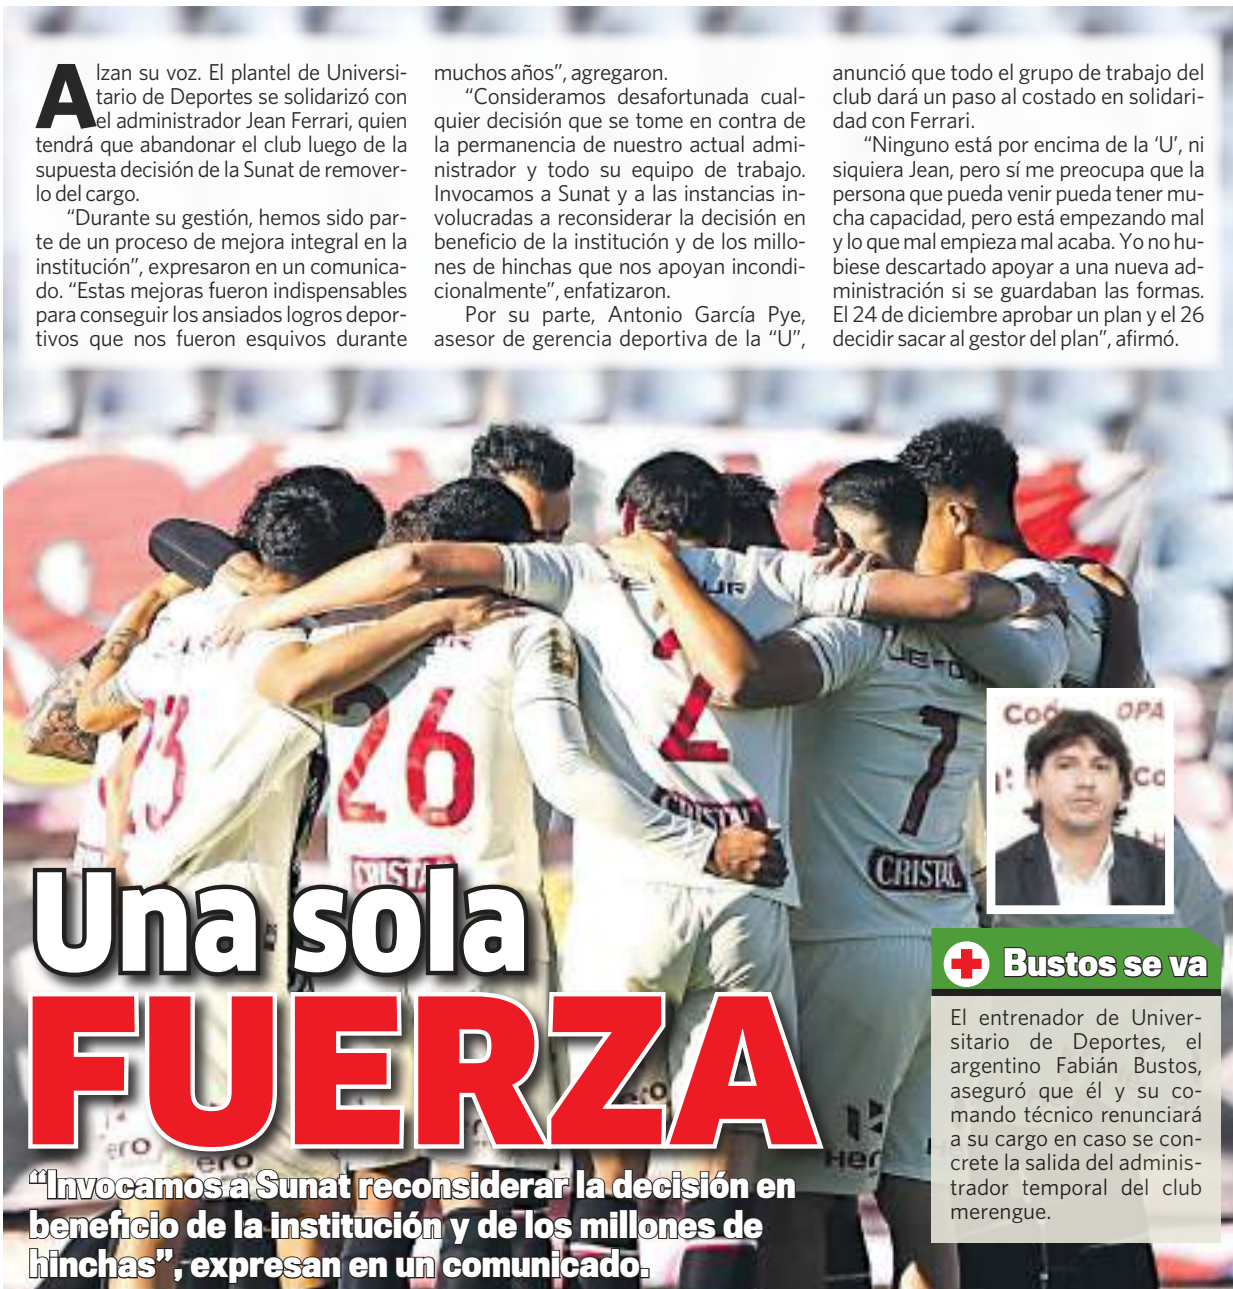 Alzan su voz. El plantel de Universi-
tario de Deportes se solidarizó con
el administrador Jean Ferrari, quien
tendrá que abandonar el club luego de la
supuesta decisión de la Sunat de remover-
lo del cargo.
“Durante su gestión, hemos sido par-
te de un proceso de mejora integral en la
institución”, expresaron en un comunica-
do. “Estas mejoras fueron indispensables
para conseguir los ansiados logros depor-
tivos que nos fueron esquivos durante
muchos años”, agregaron.
“Consideramos desafortunada cual-
quier decisión que se tome en contra de
la permanencia de nuestro actual admi-
nistrador y todo su equipo de trabajo.
Invocamos a Sunat y a las instancias in-
volucradas a reconsiderar la decisión en
beneficio de la institución y de los millo-
nes de hinchas que nos apoyan incondi-
cionalmente”, enfatizaron.
Por su parte, Antonio García Pye,
asesor de gerencia deportiva de la “U”,
anunció que todo el grupo de trabajo del
club dará un paso al costado en solidari-
dad con Ferrari.
“Ninguno está por encima de la ‘U’, ni
siquiera Jean, pero sí me preocupa que la
persona que pueda venir pueda tener mu-
cha capacidad, pero está empezando mal
y lo que mal empieza mal acaba. Yo no hu-
biese descartado apoyar a una nueva ad-
ministración si se guardaban las formas.
El 24 de diciembre aprobar un plan y el 26
decidir sacar al gestor del plan”, afirmó.
23
26
2
7
CRISTAL
CRISTAL
OPA
Co
Una sola
FUERZA
“Invocamos a Sunat reconsiderar la decisión en
beneficio de la institución y de los millones de
hinchas”, expresan en un comunicado.
ero
ero
Her
Bustos se va
El entrenador de Univer-
sitario de Deportes, el
argentino Fabián Bustos,
aseguró que él y su co-
mando técnico renunciará
a su cargo en caso se con-
crete la salida del adminis-
trador temporal del club
merengue.